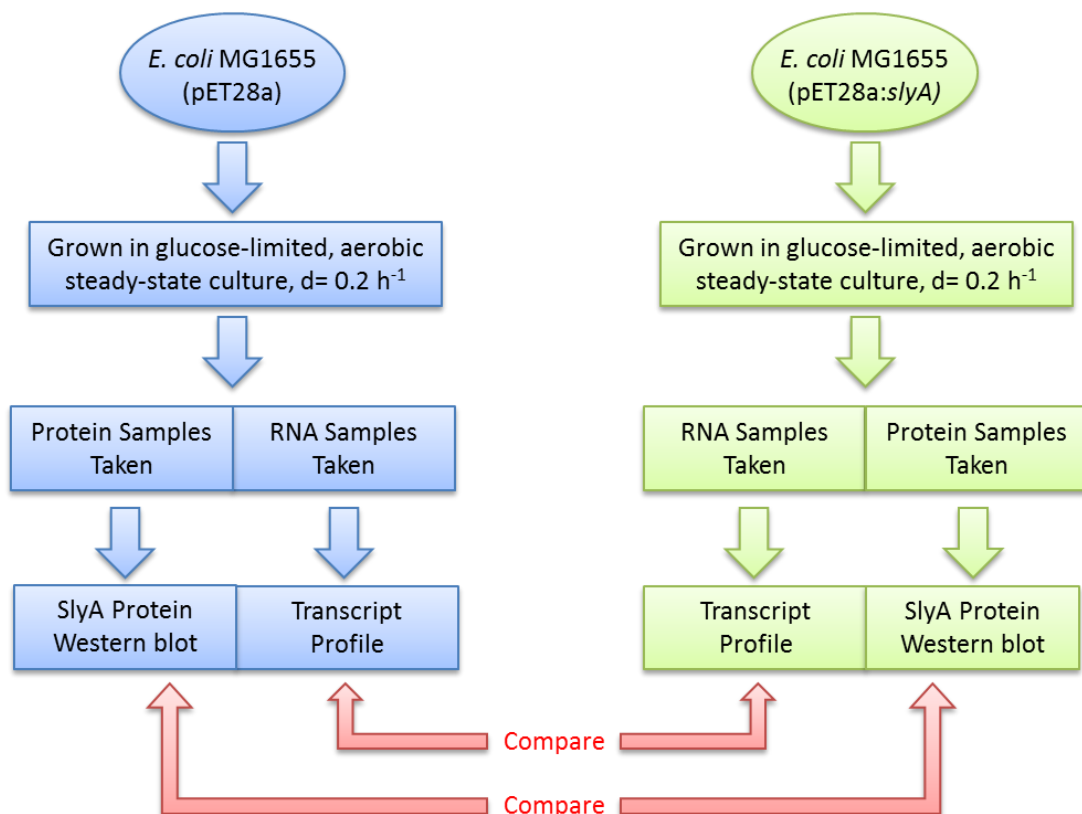 E. coli MG1655
(pET28a)
E. coli MG1655
(pET28a:slyA)
Grown in glucose-limited, aerobic
steady-state culture, d= 0.2 h⁻¹
Grown in glucose-limited, aerobic
steady-state culture, d= 0.2 h⁻¹
Protein Samples
Taken
RNA Samples
Taken
RNA Samples
Taken
Protein Samples
Taken
SlyA Protein
Western blot
Transcript
Profile
Transcript
Profile
SlyA Protein
Western blot
Compare
Compare